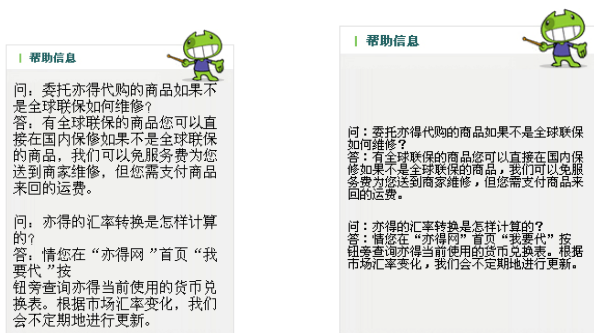 帮助信息
问：委托亦得代购的商品如果不
是全球联保如何维修？
答：有全球联保的商品您可以直
接在国内保修如果不是全球联保
的商品，我们可以免服务费为您
送到商家维修，但您需支付商品
来回的运费。
问：亦得的汇率转换是怎样计算
的？
答：情您在“亦得网 ”首页 “我
要代 ”按
钮旁查询亦得当前使用的货币兑
换表。根据市场汇率变化，我们
会不定期地进行更新。
帮助信息
问：委托亦得代购的商品如果不是全球联保
如何维修？
答：有全球联保的商品您可以直接在国内保
修如果不是全球联保的商品，我们可以免服
务费为您送到商家维修，但您需支付商品来
回的运费。
问：亦得的汇率转换是怎样计算的？
答：情您在“亦得网”首页“我要代”按
钮旁查询亦得当前使用的货币兑换表。根据
市场汇率变化，我们会不定期地进行更新。